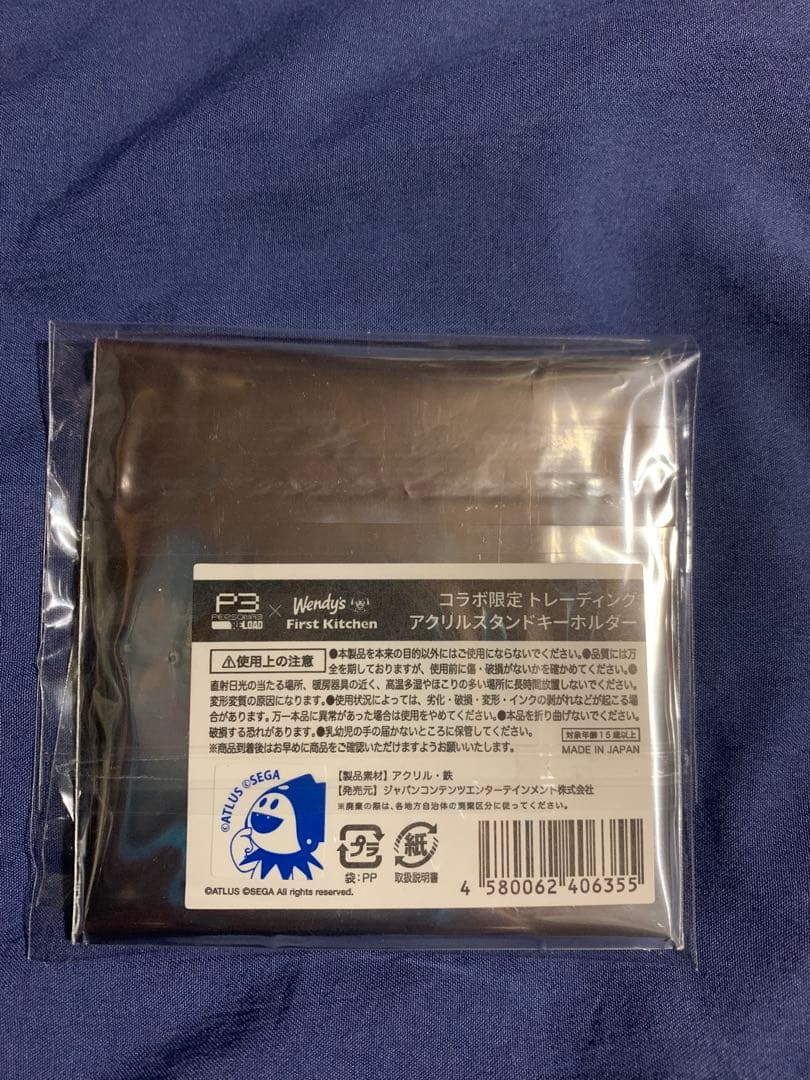 P3
PERSONA3
RELOAD
×
Wendy's
First Kitchen
コラボ限定 トレーディング
アクリルスタンドキーホルダー
⚠使用上の注意
●本製品を本来の目的以外にはご使用にならないでください。●品質には万
全を期しておりますが、使用前に傷・破損がないかを確かめてください。●
直射日光の当たる場所、暖房器具の近く、高温多湿やほこりの多い場所に長時間放置しないでください。
変形変質の原因になります。●使用状況によっては、劣化・破損・変形・インクの剥がれなどが起こる場
合があります。万一本品に異常があった場合は使用をやめてください。●本品を折り曲げないでください。
破損する恐れがあります。●乳幼児の手の届かないところに保管してください。
対象年齢15歳以上
※商品到着後はお早めに商品をご確認いただけますようお願いいたします。
MADE IN JAPAN
©ATLUS ©SEGA
【製品素材】アクリル・鉄
【発売元】ジャパンコンテンツエンターテインメント株式会社
※廃棄の際は、各地方自治体の廃棄区分に従ってください。
プラ
袋:PP
紙
取扱説明書
4 580062 406355
©ATLUS ©SEGA All rights reserved.